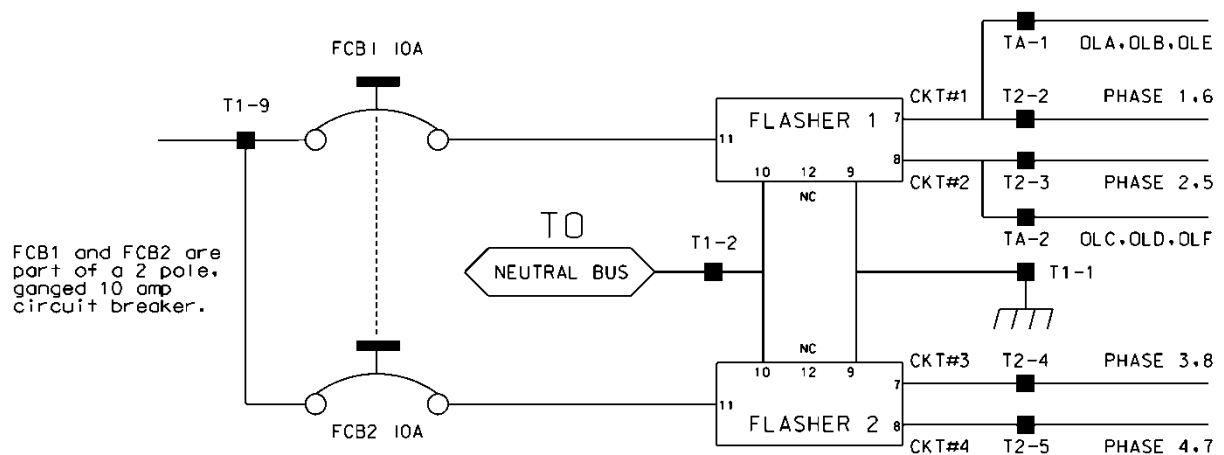 FCB1 10A
T1-9
TA-1 OLA,OLB,OLE
CKT#1 T2-2 PHASE 1,6
7
FLASHER 1
11
8
10 12 9
NC
CKT#2 T2-3 PHASE 2,5
TA-2 OLC,OLD,OLF
TO
NEUTRAL BUS
T1-2
T1-1
FCB1 and FCB2 are
part of a 2 pole,
ganged 10 amp
circuit breaker.
NC
10 12 9
CKT#3 T2-4 PHASE 3,8
7
11
FLASHER 2
8
FCB2 10A
CKT#4 T2-5 PHASE 4,7